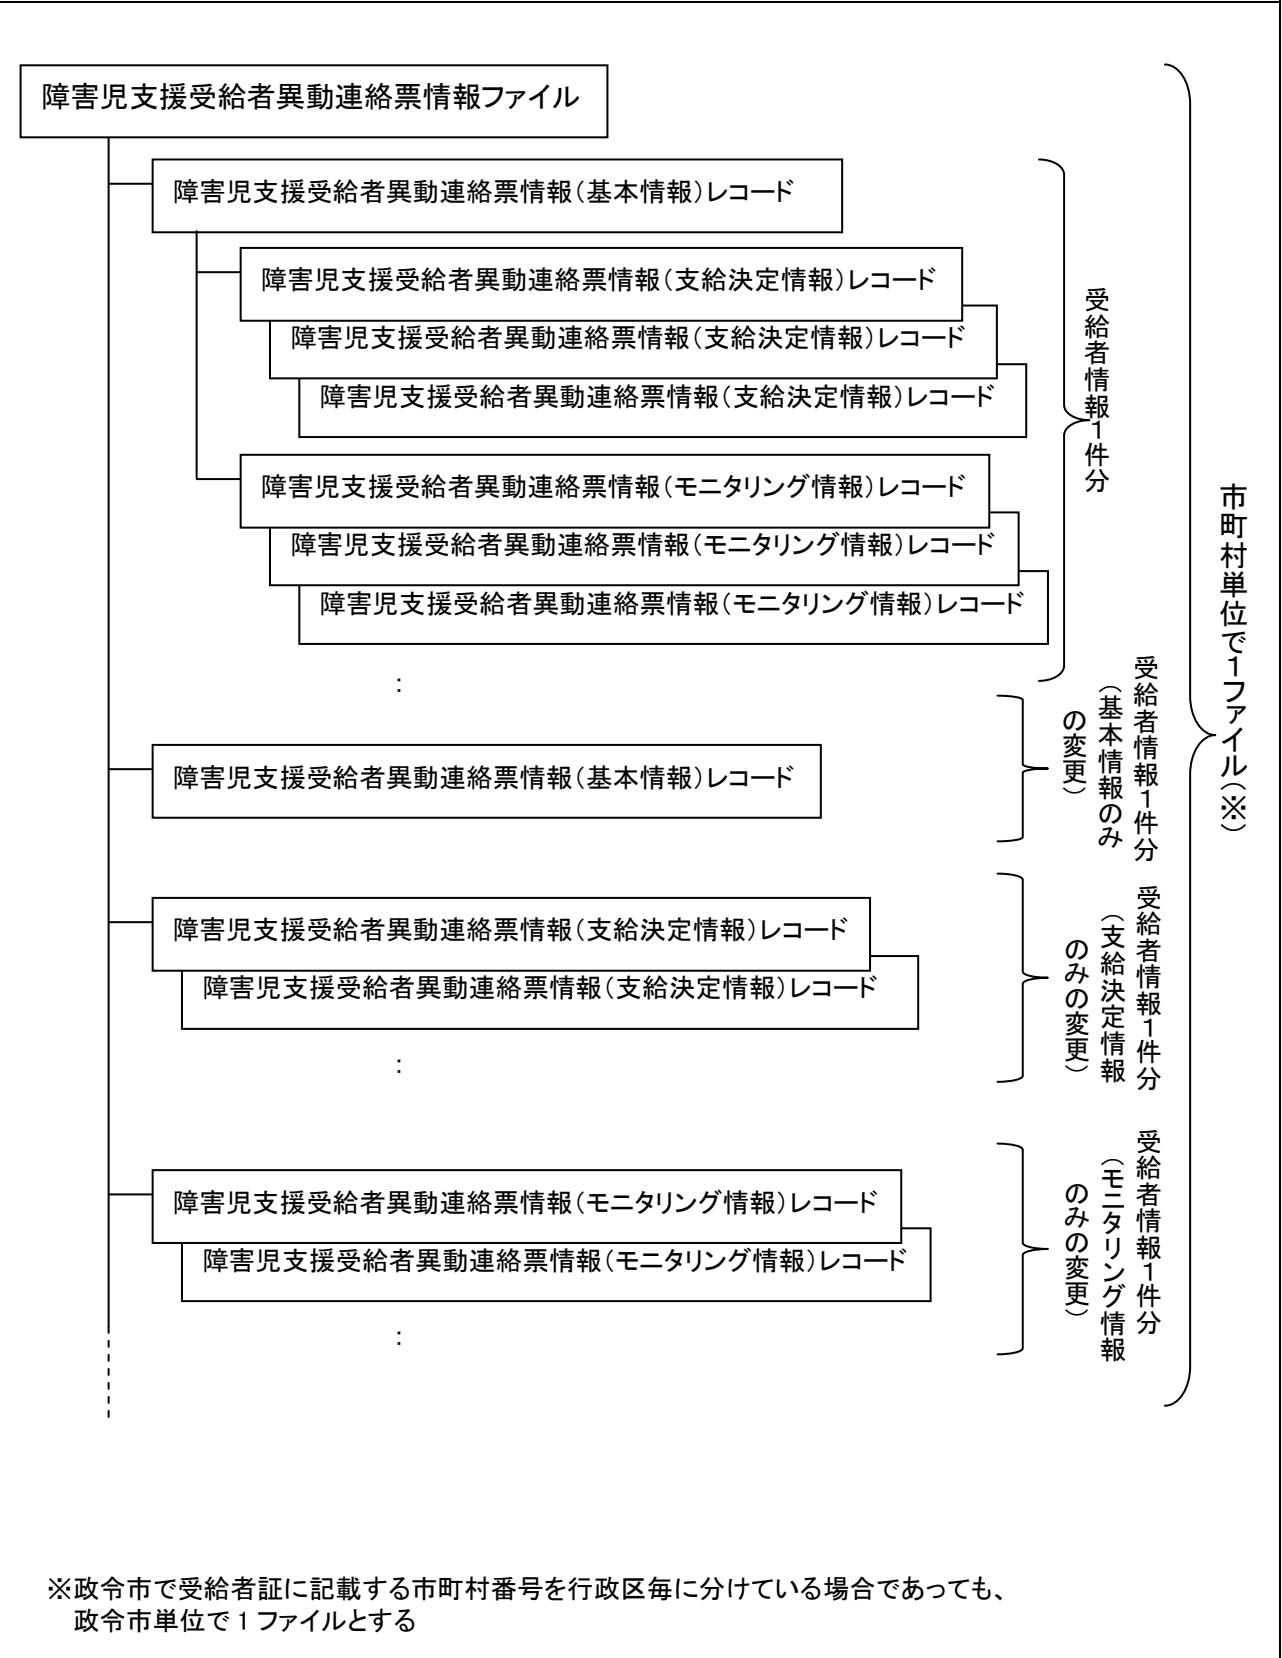 障害児支援受給者異動連絡票情報ファイル
障害児支援受給者異動連絡票情報（基本情報）レコード
障害児支援受給者異動連絡票情報（支給決定情報）レコード
障害児支援受給者異動連絡票情報（支給決定情報）レコード
障害児支援受給者異動連絡票情報（支給決定情報）レコード
障害児支援受給者異動連絡票情報（モニタリング情報）レコード
障害児支援受給者異動連絡票情報（モニタリング情報）レコード
障害児支援受給者異動連絡票情報（モニタリング情報）レコード
：
受給者情報１件分
障害児支援受給者異動連絡票情報（基本情報）レコード
受給者情報１件分
（基本情報のみ
の変更）
障害児支援受給者異動連絡票情報（支給決定情報）レコード
障害児支援受給者異動連絡票情報（支給決定情報）レコード
：
受給者情報１件分
（支給決定情報
のみの変更）
障害児支援受給者異動連絡票情報（モニタリング情報）レコード
障害児支援受給者異動連絡票情報（モニタリング情報）レコード
：
受給者情報１件分
（モニタリング情報
のみの変更）
市町村単位で１ファイル（※）
※政令市で受給者証に記載する市町村番号を行政区毎に分けている場合であっても、
政令市単位で１ファイルとする